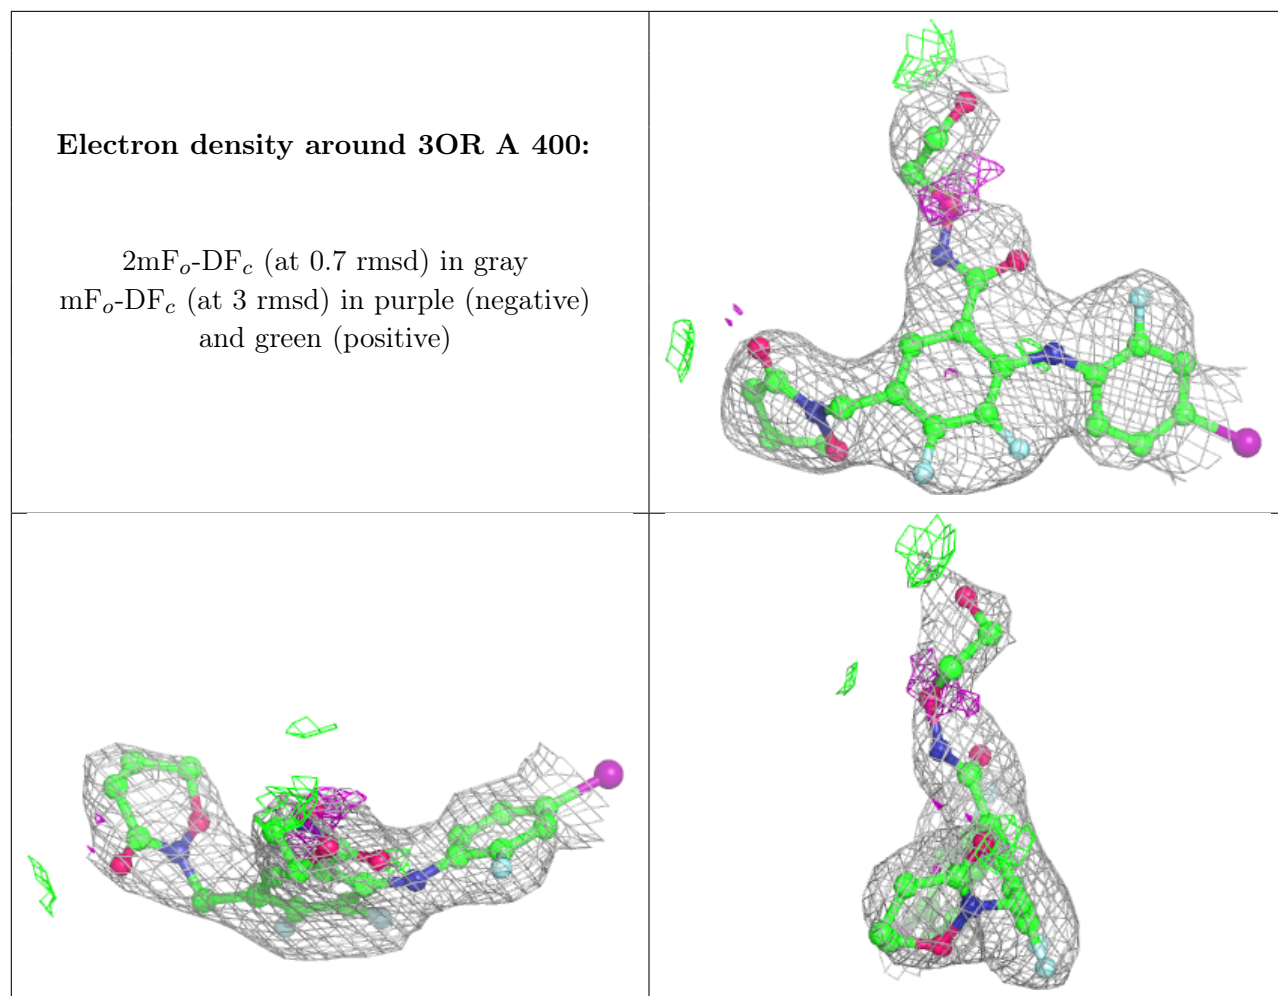 Electron density around 3OR A 400:
2mFo-DFc (at 0.7 rmsd) in gray
mFo-DFc (at 3 rmsd) in purple (negative)
and green (positive)